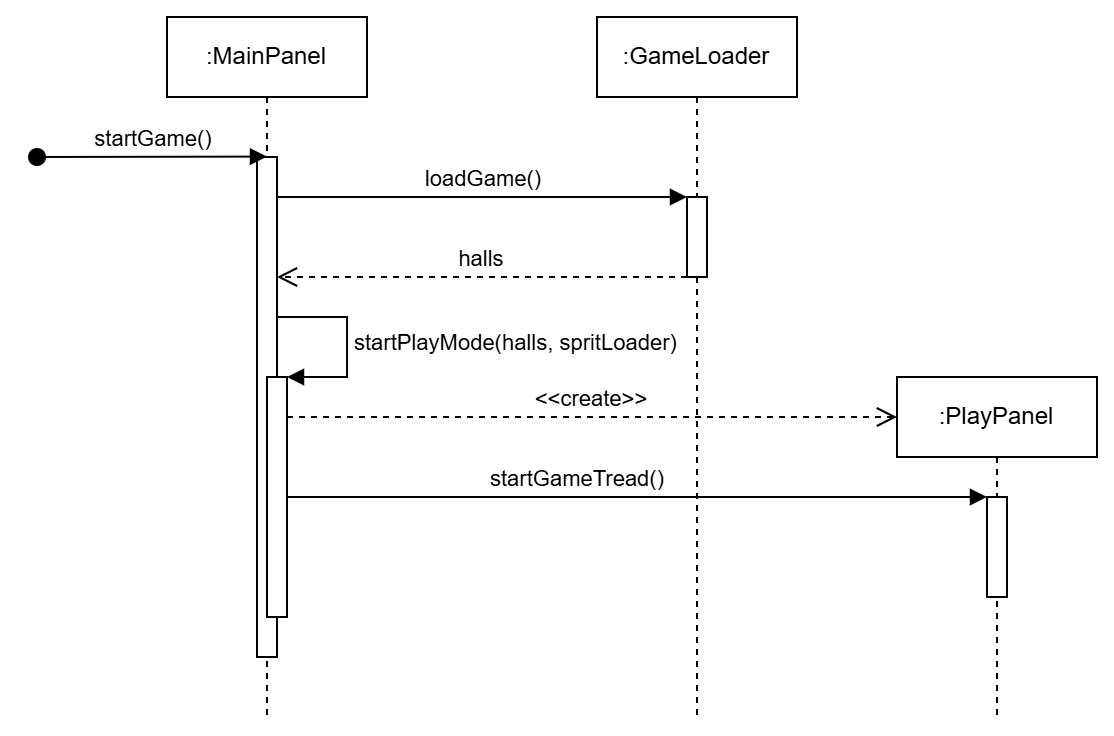 :MainPanel
:GameLoader
startGame()
loadGame()
halls
startPlayMode(halls, spritLoader)
<<create>>
:PlayPanel
startGameTread()